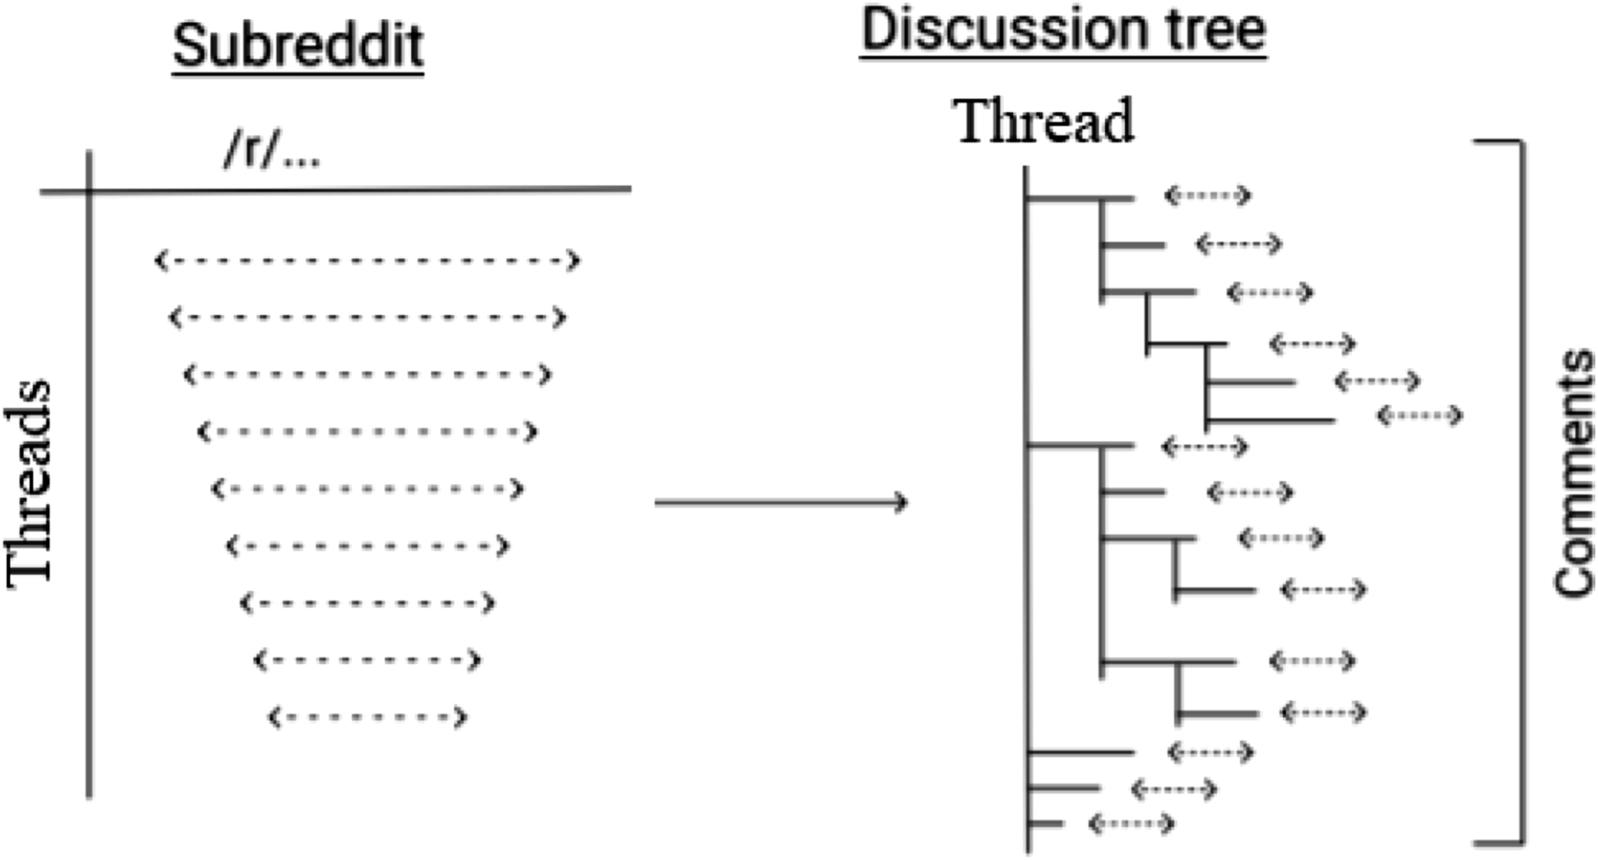 Subreddit
/r/...
Threads
Discussion tree
Thread
Comments